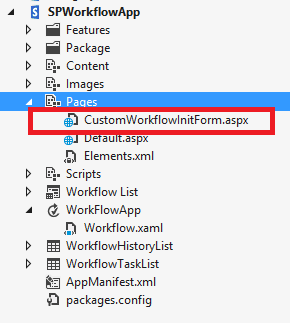 SPWorkflowApp
Features
Package
Content
Images
Pages
CustomWorkflowInitForm.aspx
Default.aspx
Elements.xml
Scripts
Workflow List
WorkFlowApp
Workflow.xaml
WorkflowHistoryList
WorkflowTaskList
AppManifest.xml
packages.config